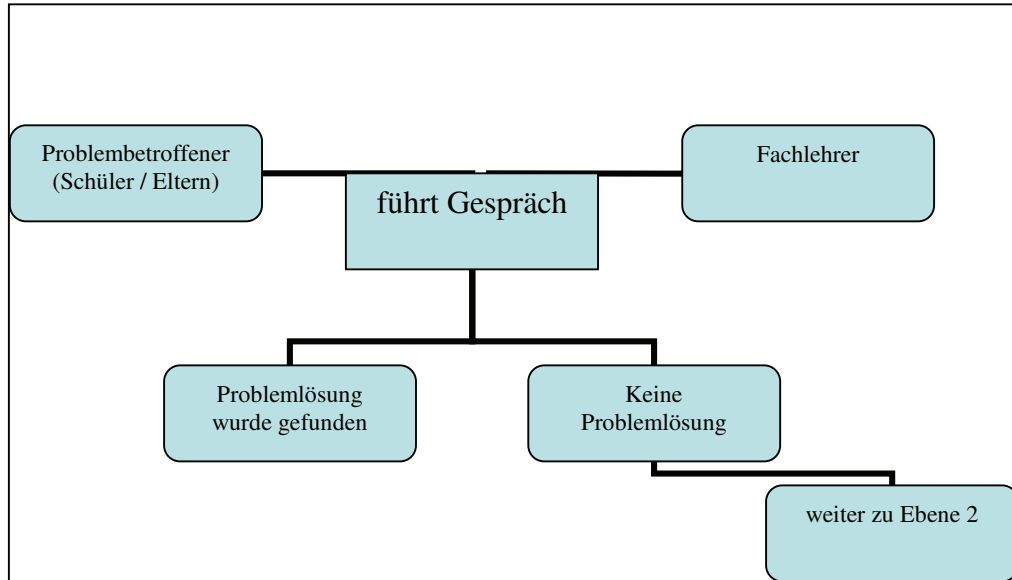 Problembetroffener
(Schüler / Eltern)
Fachlehrer
führt Gespräch
Problemlösung
wurde gefunden
Keine
Problemlösung
weiter zu Ebene 2